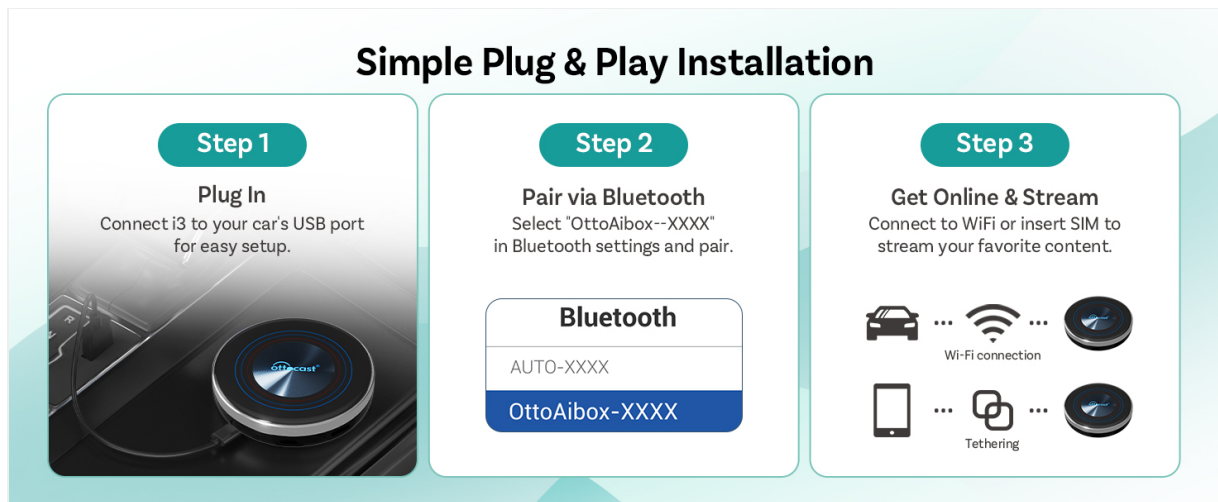 Simple Plug & Play Installation
Step 1
Plug In
Connect i3 to your car's USB port
for easy setup.
R
ottocast
Step 2
Pair via Bluetooth
Select "OttoAibox--XXXX"
in Bluetooth settings and pair.
Bluetooth
AUTO-XXXX
OttoAibox-XXXX
Step 3
Get Online & Stream
Connect to WiFi or insert SIM to
stream your favorite content.
Wi-Fi connection
Tethering